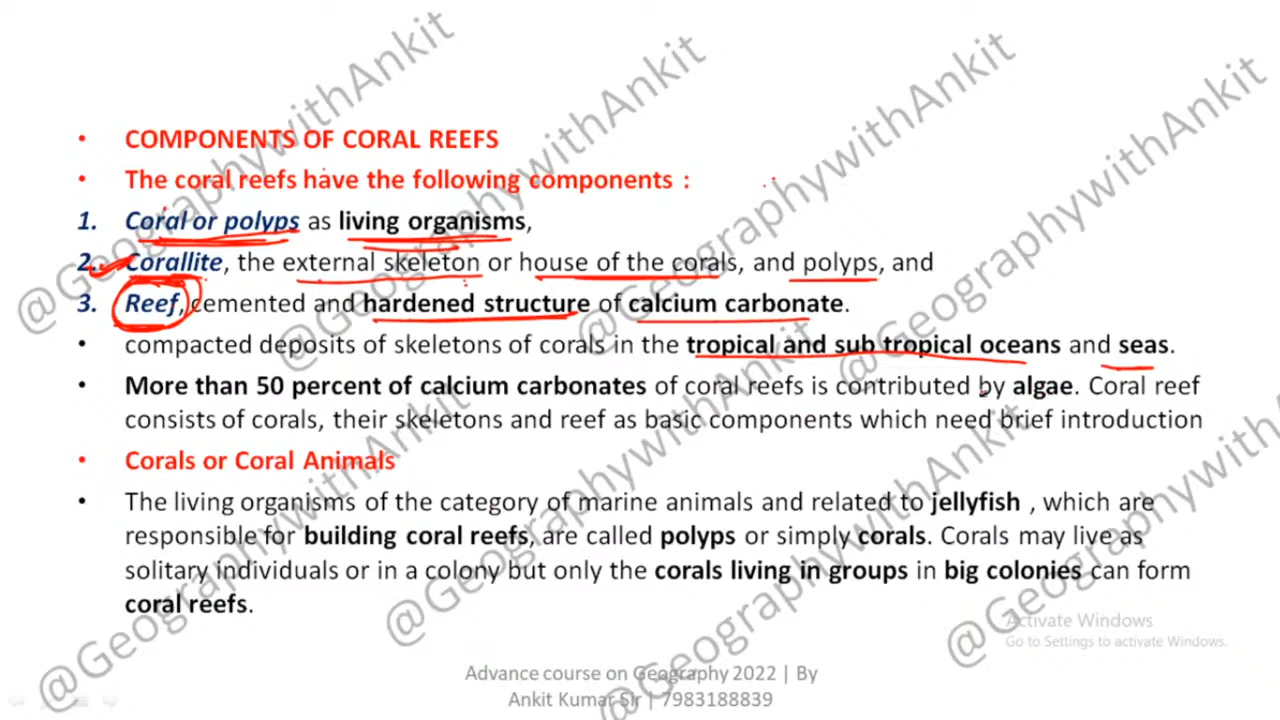 COMPONENTS OF CORAL REEFS
The coral reefs have the following components :
1. Coral or polyps as living organisms,
2. Corallite, the external skeleton or house of the corals, and polyps, and
3. Reef, cemented and hardened structure of calcium carbonate.
compacted deposits of skeletons of corals in the tropical and sub tropical oceans and seas.
More than 50 percent of calcium carbonates of coral reefs is contributed by algae. Coral reef
consists of corals, their skeletons and reef as basic components which need brief introduction
Corals or Coral Animals
The living organisms of the category of marine animals and related to jellyfish , which are
responsible for building coral reefs, are called polyps or simply corals. Corals may live as
solitary individuals or in a colony but only the corals living in groups in big colonies can form
coral reefs.
Activate Windows
Go to Settings to activate Windows.
Advance course on Geography 2022 | By
Ankit Kumar Sir | 7983188839
@GeographywithAnkit
@GeographywithAnkit
@GeographywithAnkit
@GeographywithAnkit
@GeographywithAnkit
@GeographywithAnkit
@GeographywithAnkit
@GeographywithAnkit